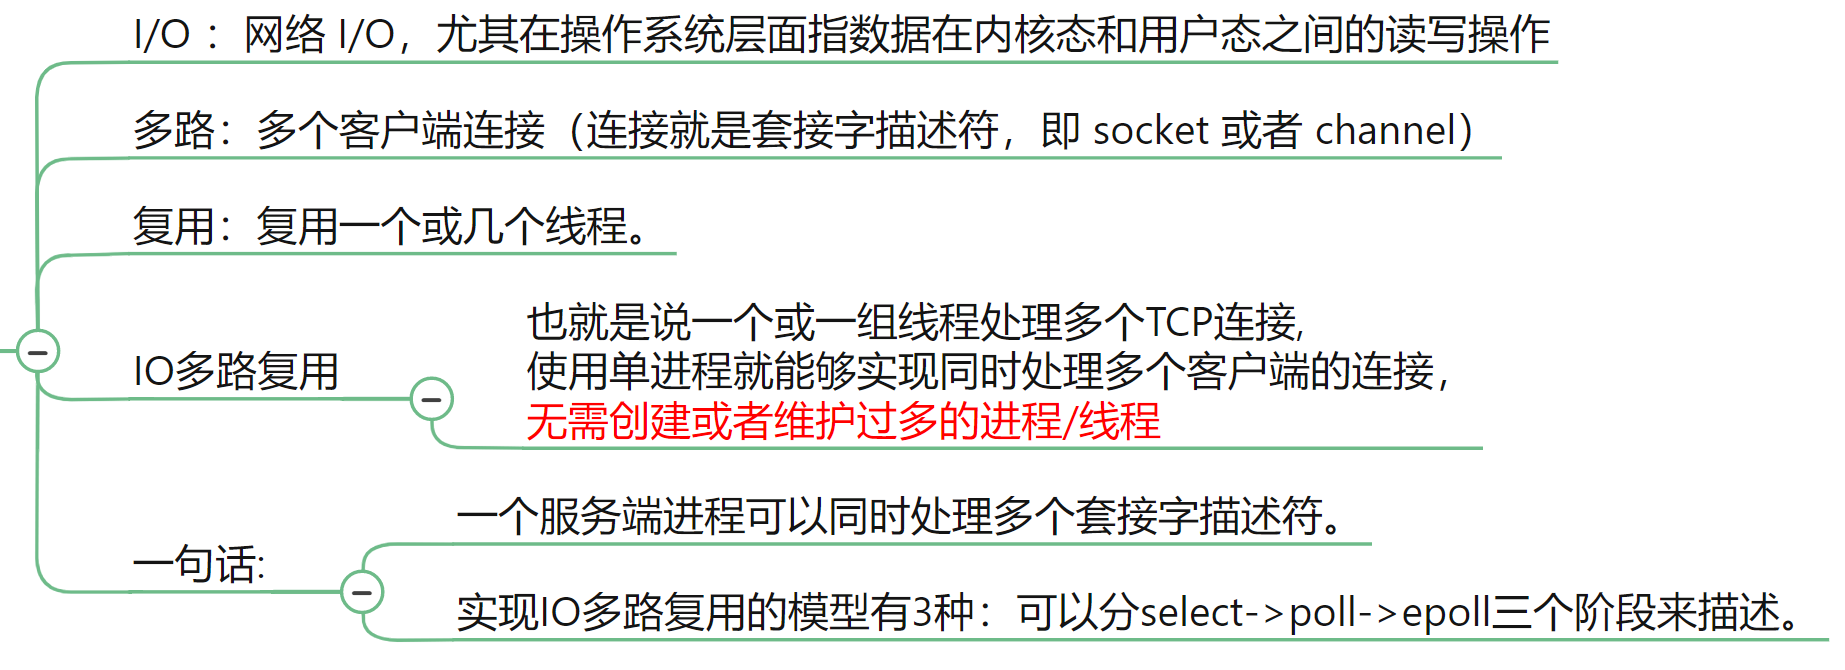 I/O ：网络 I/O，尤其在操作系统层面指数据在内核态和用户态之间的读写操作
多路：多个客户端连接（连接就是套接字描述符，即 socket 或者 channel）
复用：复用一个或几个线程。
IO多路复用
也就是说一个或一组线程处理多个TCP连接,
使用单进程就能够实现同时处理多个客户端的连接，
无需创建或者维护过多的进程/线程
一句话:
一个服务端进程可以同时处理多个套接字描述符。
实现IO多路复用的模型有3种：可以分select->poll->epoll三个阶段来描述。